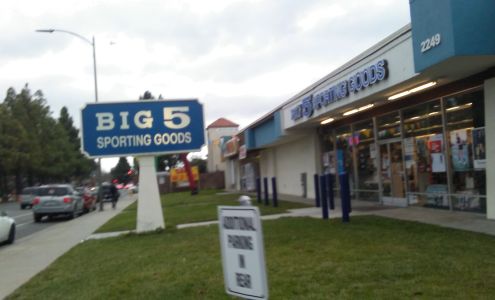 BIG 5
SPORTING GOODS
BIG 5 SPORTING GOODS
2249
ADDITIONAL
PARKING
IN
REAR